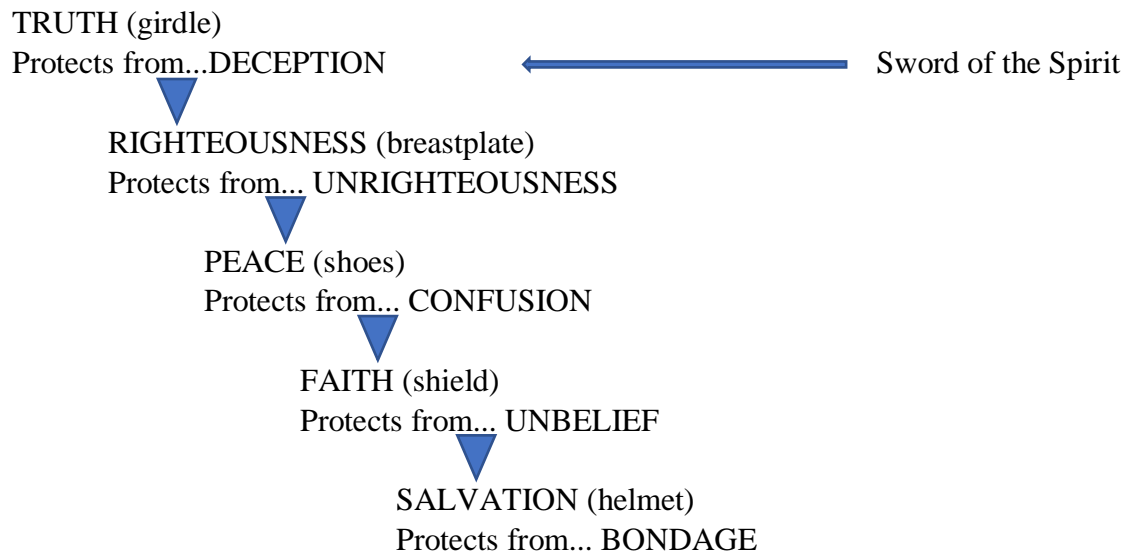 TRUTH (girdle)
Protects from...DECEPTION
Sword of the Spirit
RIGHTEOUSNESS (breastplate)
Protects from... UNRIGHTEOUSNESS
PEACE (shoes)
Protects from... CONFUSION
FAITH (shield)
Protects from... UNBELIEF
SALVATION (helmet)
Protects from... BONDAGE